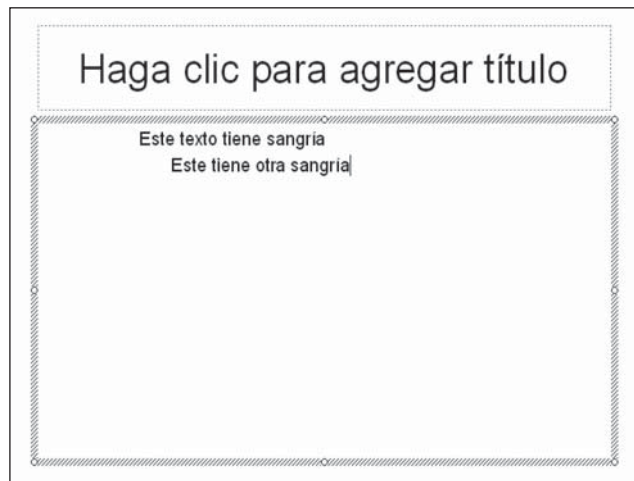 Haga clic para agregar título
Este texto tiene sangría
Este tiene otra sangría